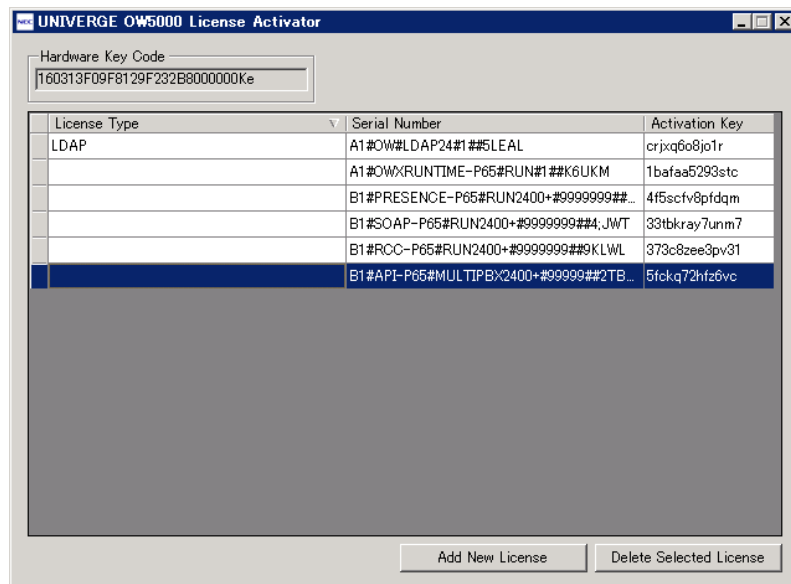 NEC UNIVERGE OW5000 License Activator
Hardware Key Code
160313F09F8129F232B8000000Ke
License Type Serial Number Activation Key
LDAP A1#OW#LDAP24#1##5LEAL crjxq6o8jo1r
A1#OWXRUNTIME-P65#RUN#1##K6UKM 1bafaa5293stc
B1#PRESENCE-P65#RUN2400+#9999999##... 4f5scfv8pfdqm
B1#SOAP-P65#RUN2400+#9999999##4;JWT 33tbkray7unm7
B1#RCC-P65#RUN2400+#9999999##9KLWL 373c8zee3pv31
B1#API-P65#MULTIPBX2400+#99999##2TB... 5fckq72hfz6vc
Add New License Delete Selected License